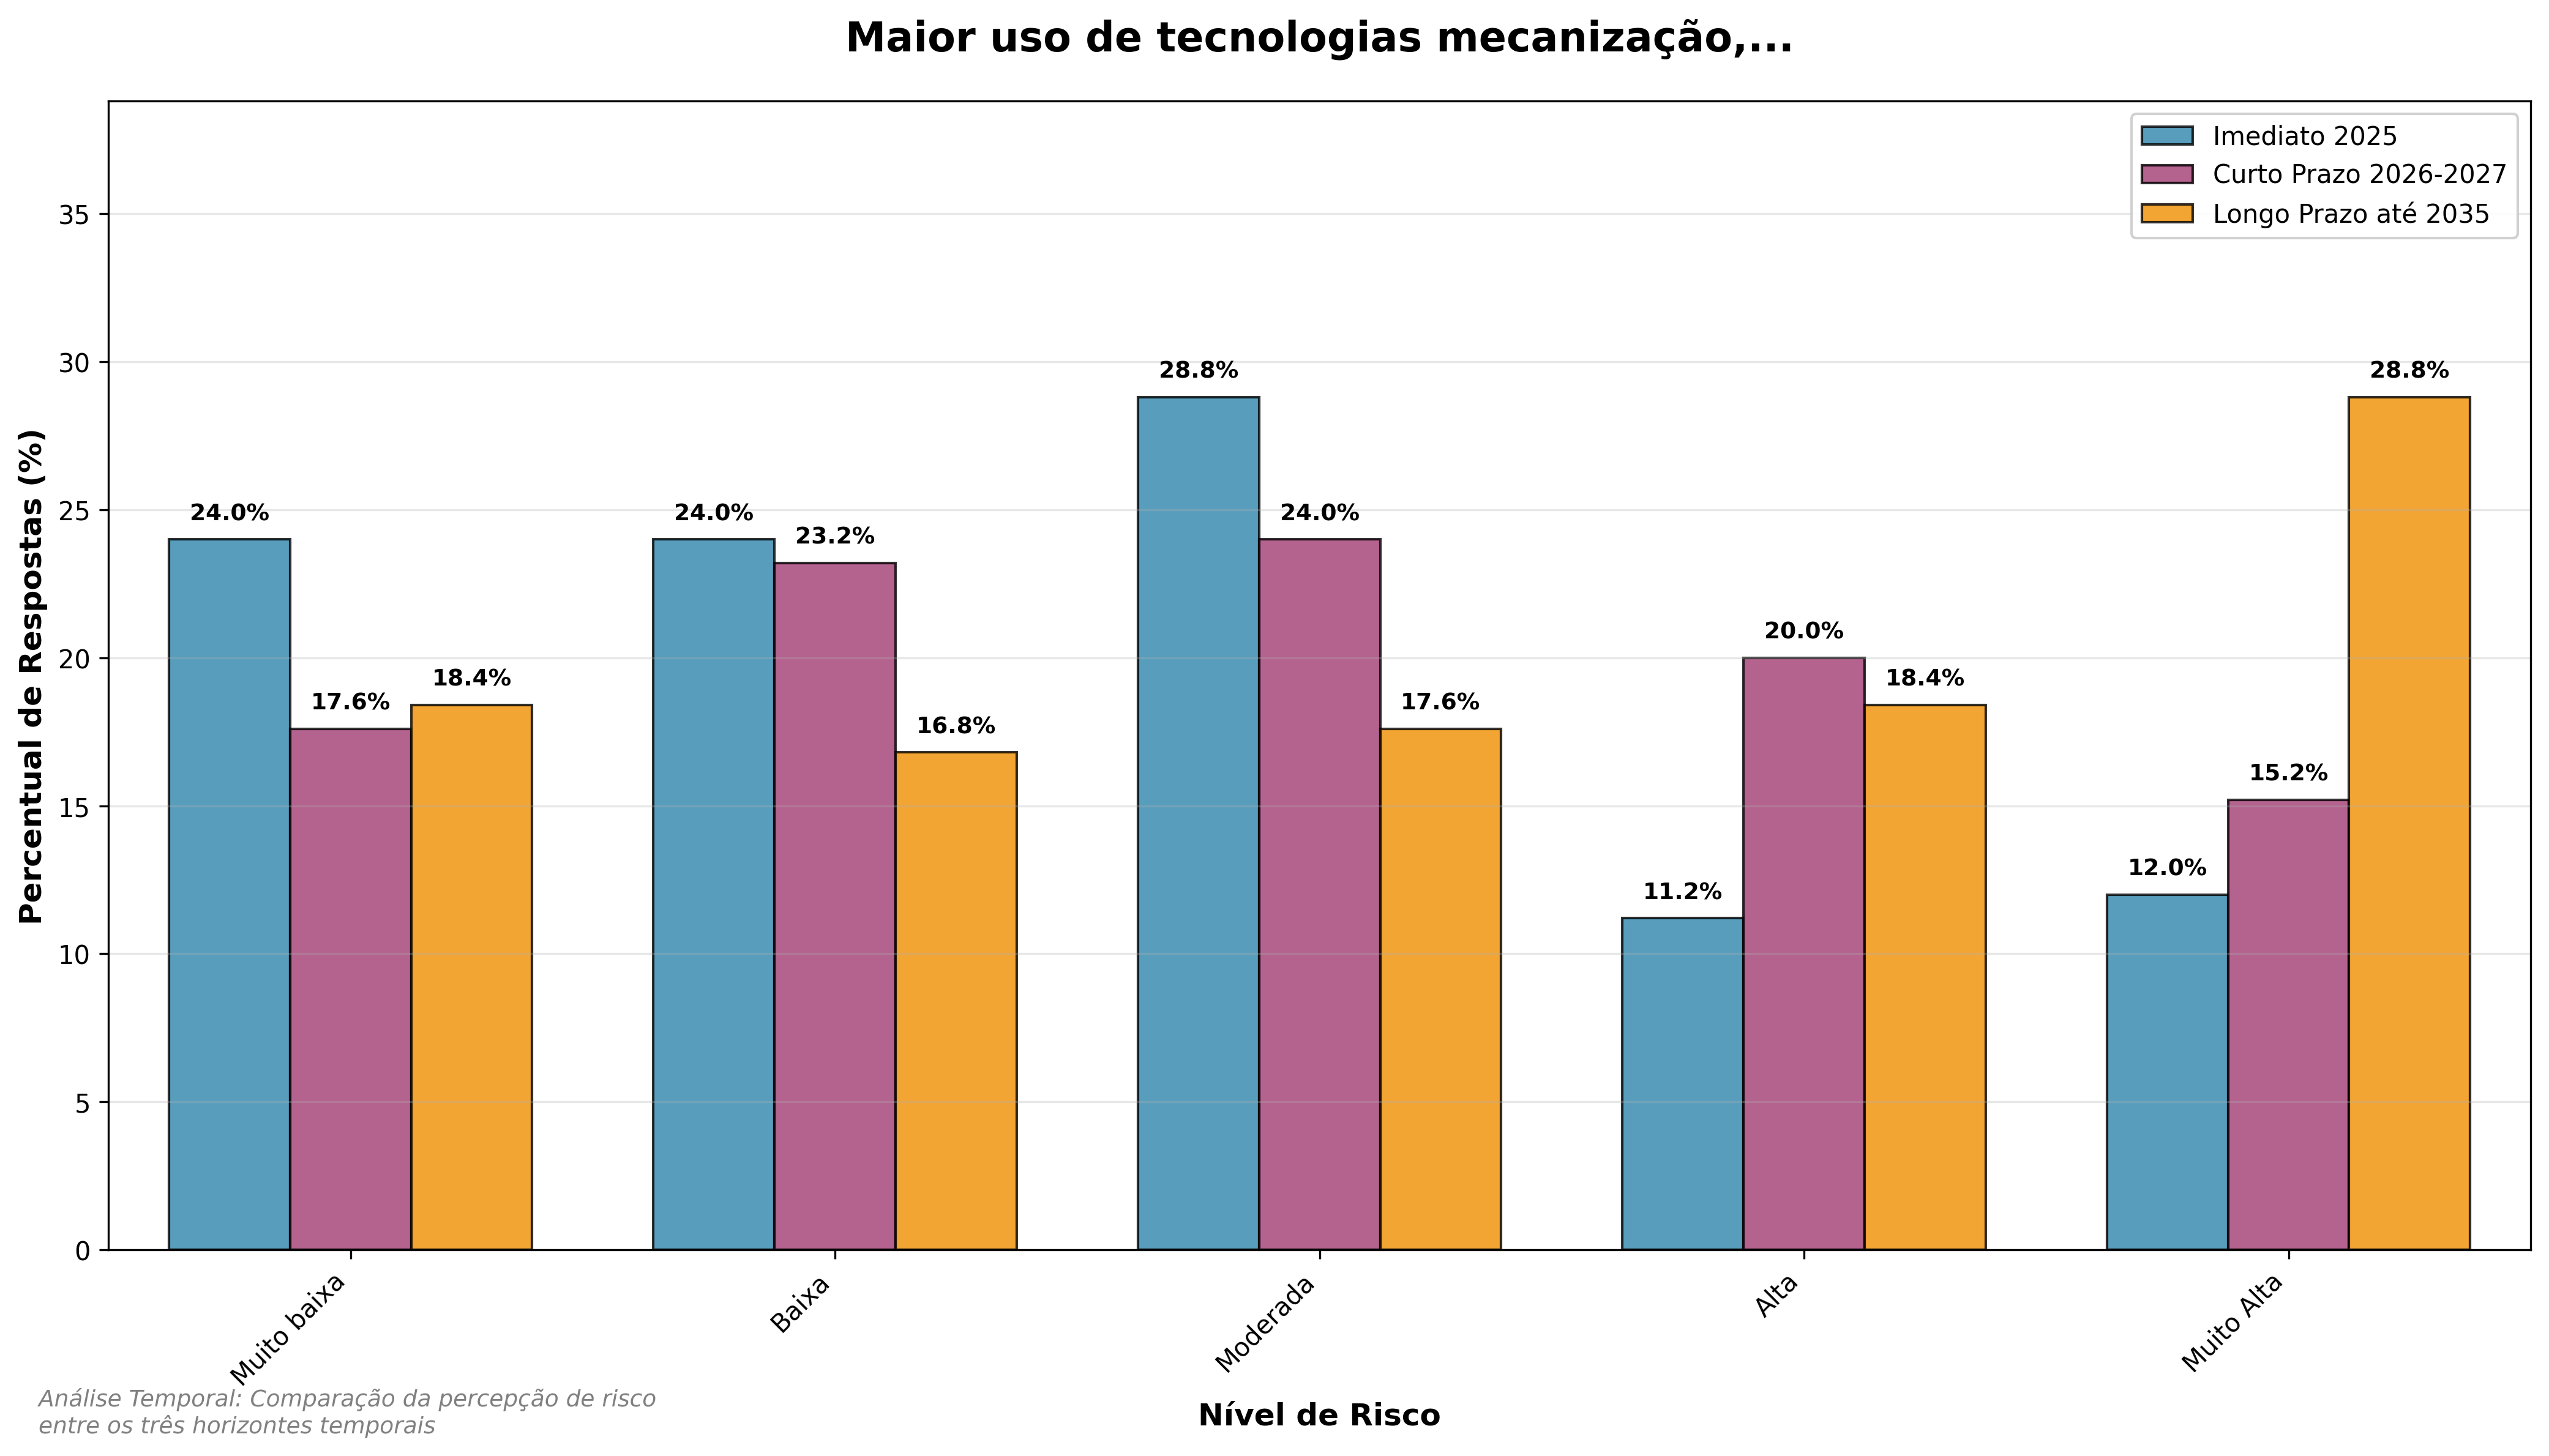 Maior uso de tecnologias mecanização,...
Imediato 2025
Curto Prazo 2026-2027
Longo Prazo até 2035
Percentual de Respostas (%)
35
30
25
20
15
10
5
0
24.0%
17.6%
18.4%
24.0%
23.2%
16.8%
28.8%
24.0%
17.6%
11.2%
20.0%
18.4%
12.0%
15.2%
28.8%
Muito baixa
Baixa
Moderada
Alta
Muito Alta
Nível de Risco
Análise Temporal: Comparação da percepção de risco
entre os três horizontes temporais